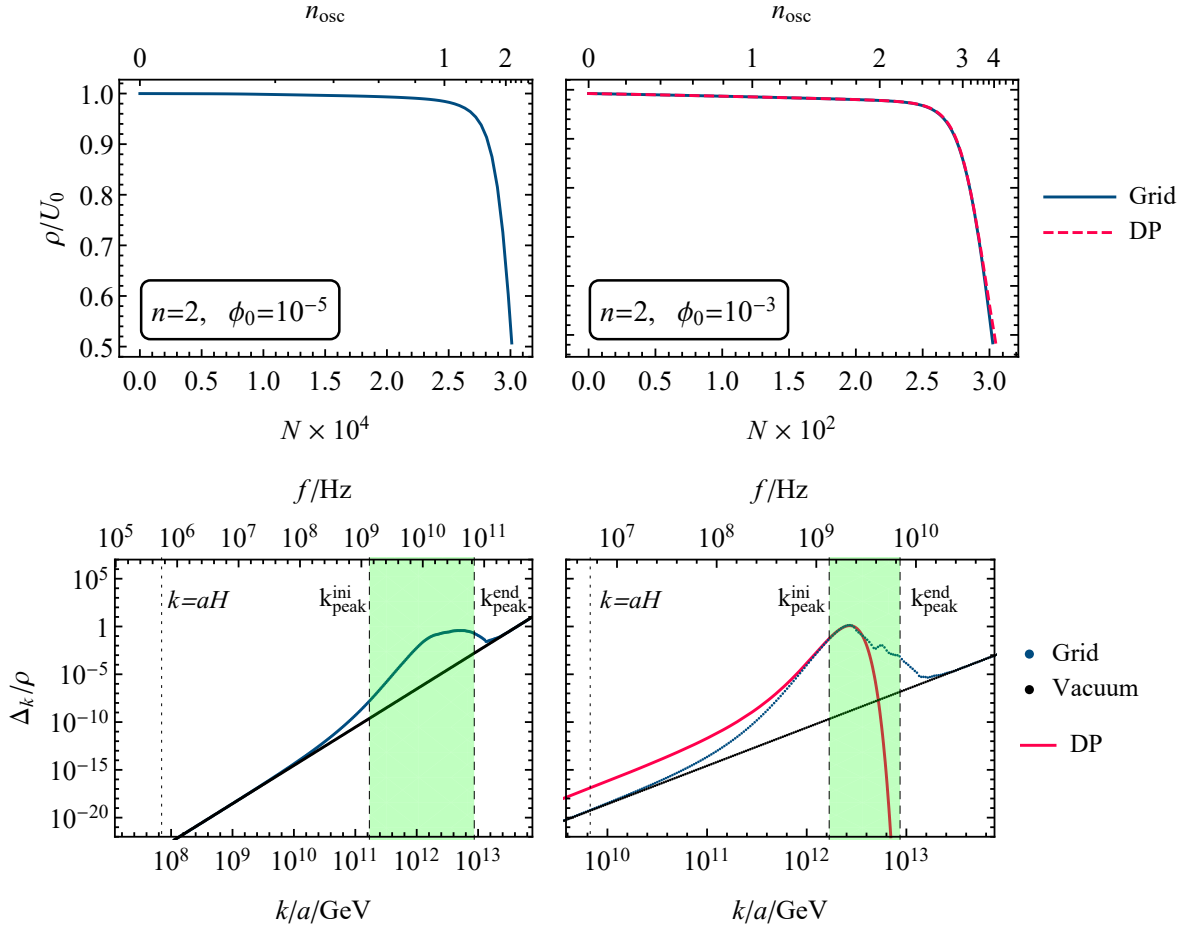 n_osc n_osc
0 1 2 0 1 2 3 4
1.0
0.9
0.8
0.7
0.6
0.5
ρ/U_0
n=2, ϕ_0=10^{-5}
n=2, ϕ_0=10^{-3}
Grid
DP
0.0 0.5 1.0 1.5 2.0 2.5 3.0 0.0 0.5 1.0 1.5 2.0 2.5 3.0
N × 10^4 N × 10^2
f/Hz f/Hz
10^5 10^6 10^7 10^8 10^9 10^{10} 10^{11} 10^7 10^8 10^9 10^{10}
10^5
1
10^{-5}
10^{-10}
10^{-15}
10^{-20}
Δ_k/ρ
k=aH k_peak^ini k_peak^end
k=aH k_peak^ini k_peak^end
Grid
Vacuum
DP
10^8 10^9 10^{10} 10^{11} 10^{12} 10^{13} 10^{10} 10^{11} 10^{12} 10^{13}
k/a/GeV k/a/GeV